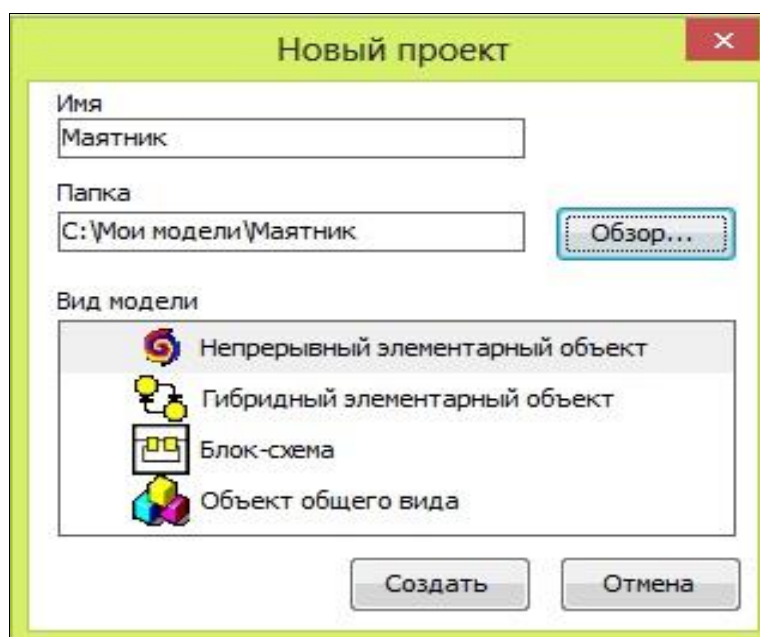 Новый проект
Имя
Маятник
Папка
C:\Мои модели\Маятник
Обзор...
Вид модели
Непрерывный элементарный объект
Гибридный элементарный объект
Блок-схема
Объект общего вида
Создать
Отмена